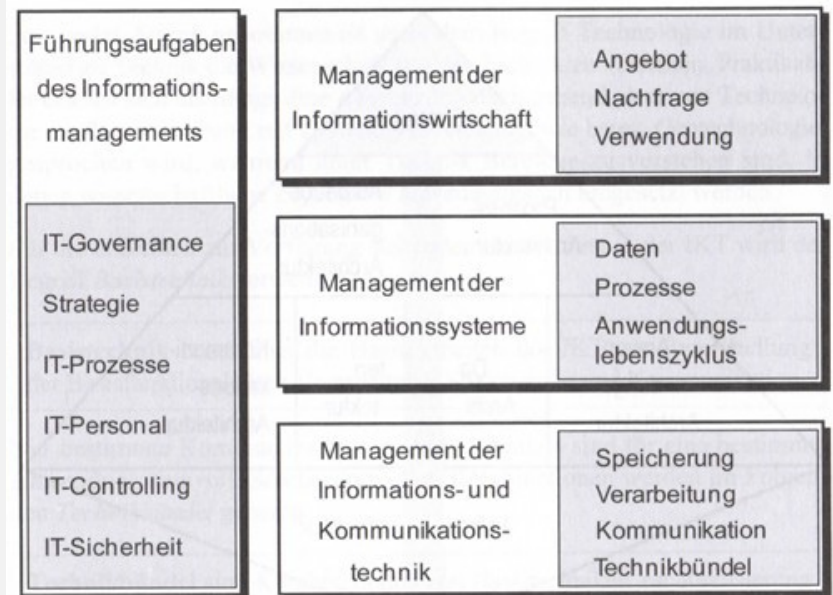 Führungsaufgaben
des Informations-
managements
IT-Governance
Strategie
IT-Prozesse
IT-Personal
IT-Controlling
IT-Sicherheit
Management der
Informationswirtschaft
Angebot
Nachfrage
Verwendung
Management der
Informationssysteme
Daten
Prozesse
Anwendungs-
lebenszyklus
Management der
Informations- und
Kommunikations-
technik
Speicherung
Verarbeitung
Kommunikation
Technikbündel